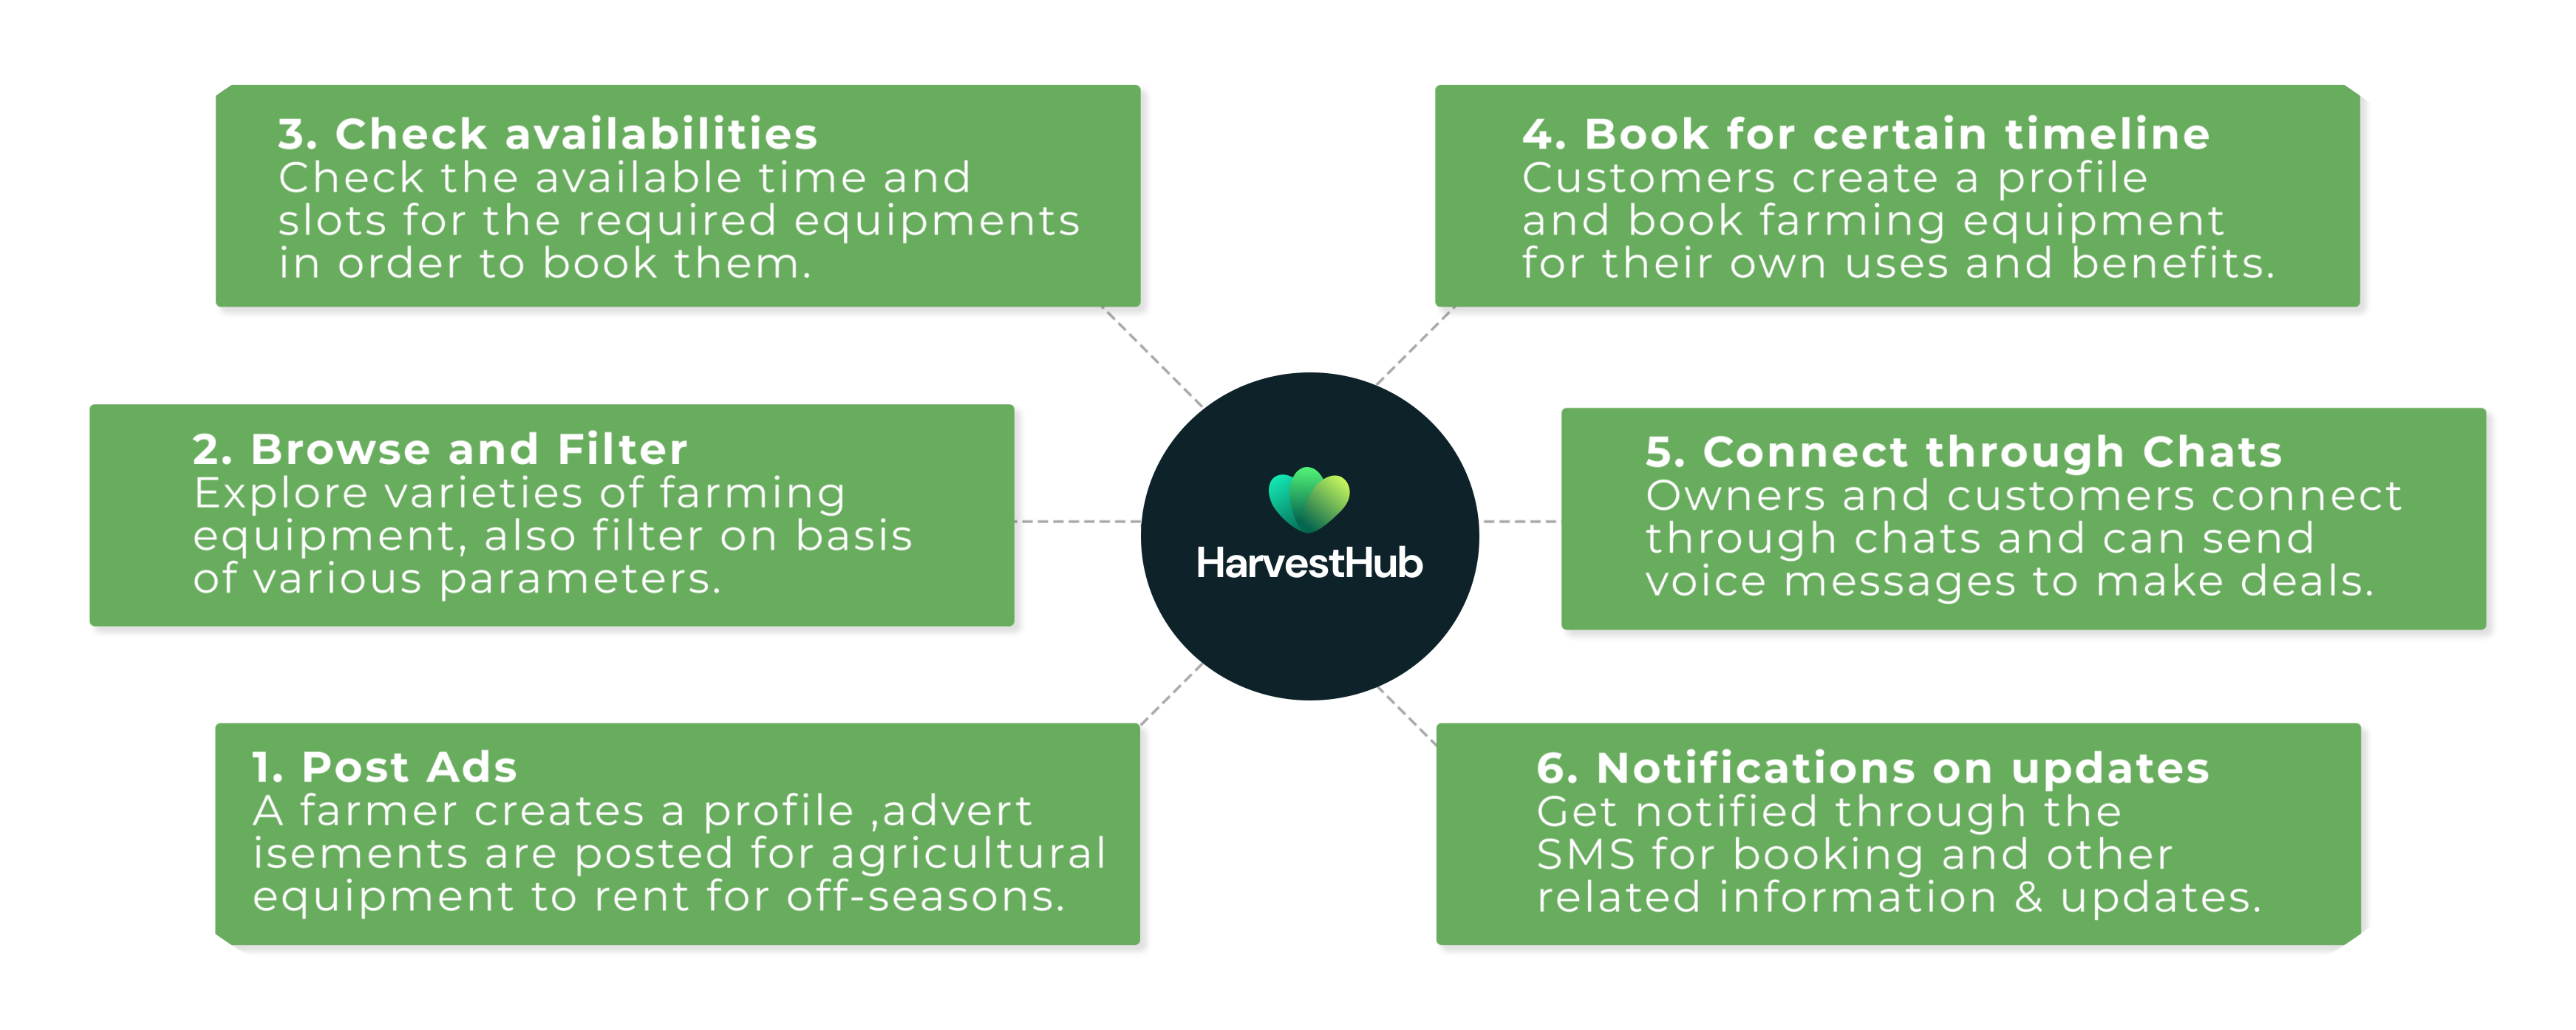 3. Check availabilities
Check the available time and
slots for the required equipments
in order to book them.
4. Book for certain timeline
Customers create a profile
and book farming equipment
for their own uses and benefits.
2. Browse and Filter
Explore varieties of farming
equipment, also filter on basis
of various parameters.
HarvestHub
5. Connect through Chats
Owners and customers connect
through chats and can send
voice messages to make deals.
1. Post Ads
A farmer creates a profile ,advert
isements are posted for agricultural
equipment to rent for off-seasons.
6. Notifications on updates
Get notified through the
SMS for booking and other
related information & updates.